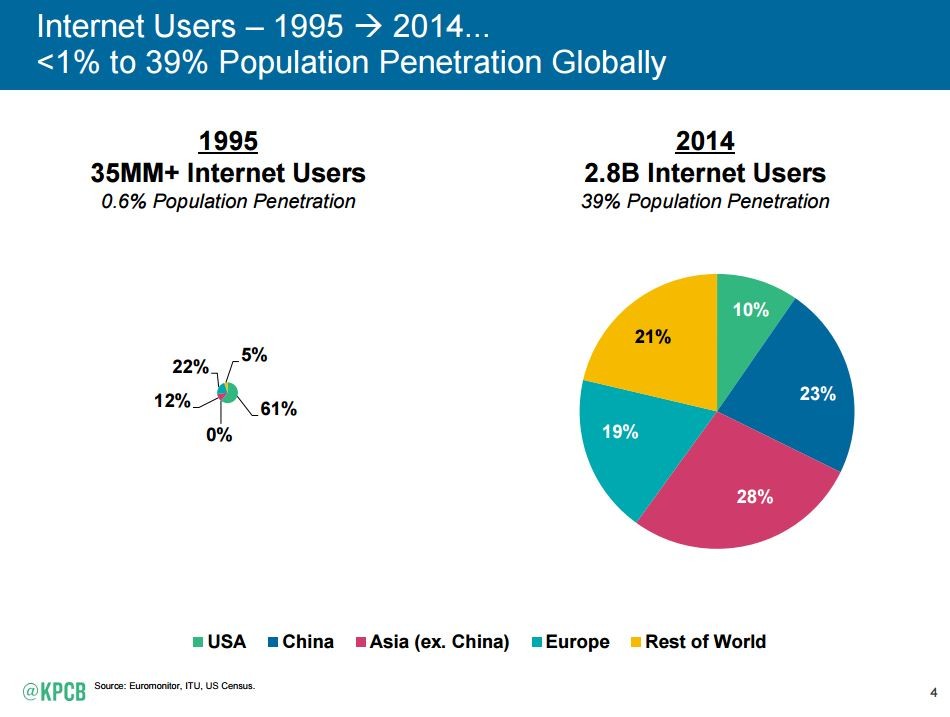 Internet Users – 1995 → 2014...
<1% to 39% Population Penetration Globally
1995
35MM+ Internet Users
0.6% Population Penetration
2014
2.8B Internet Users
39% Population Penetration
22%
5%
12%
61%
0%
10%
21%
23%
19%
28%
USA
China
Asia (ex. China)
Europe
Rest of World
@KPCB
Source: Euromonitor, ITU, US Census.
4